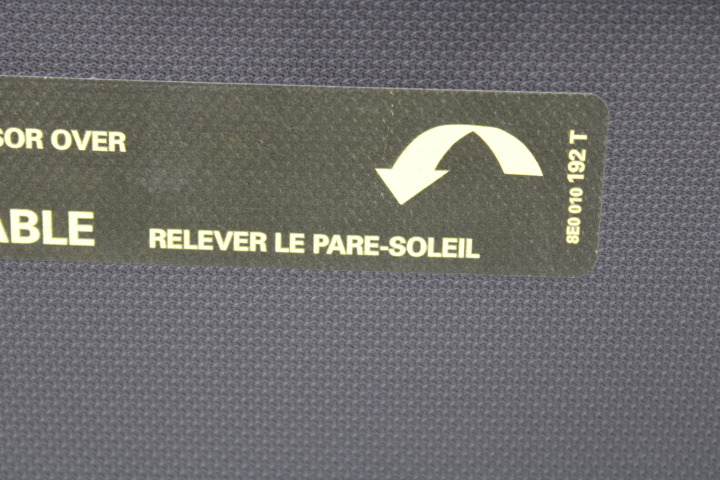 SOR OVER
ABLE
RELEVER LE PARE-SOLEIL
8E0 010 192 T